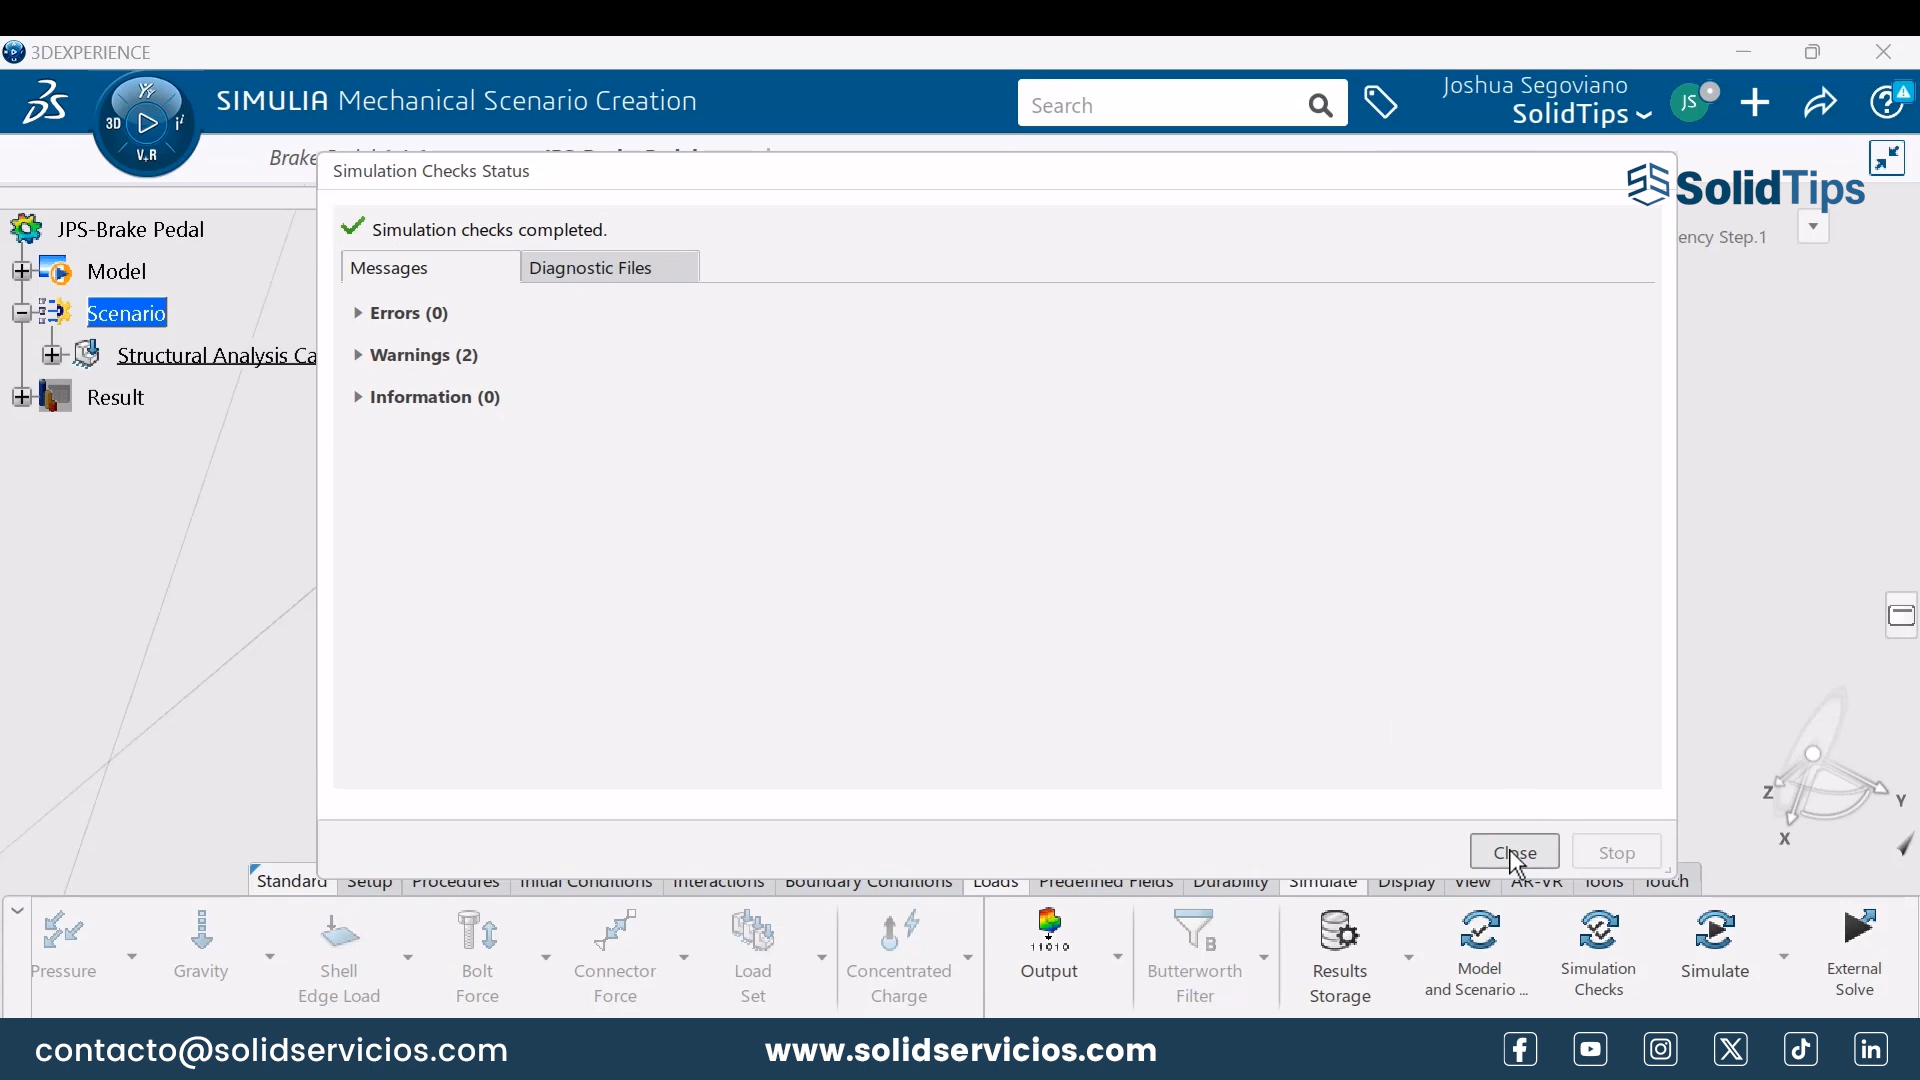 3DEXPERIENCE
SIMULIA Mechanical Scenario Creation
3D
V+R
Search
Joshua Segoviano
SolidTips
JS
Brake
Simulation Checks Status
SolidTips
ency Step.1
JPS-Brake Pedal
Model
Scenario
Structural Analysis Ca
Result
Simulation checks completed.
Messages
Diagnostic Files
Errors (0)
Warnings (2)
Information (0)
Close
Stop
Z
Y
X
Standard Setup Procedures Initial Conditions Interactions Boundary Conditions Loads Predefined Fields Durability Simulate Display View AR-VR Tools Touch
Pressure
Gravity
Shell
Edge Load
Bolt
Force
Connector
Force
Load
Set
Concentrated
Charge
11010
Output
B
Butterworth
Filter
Results
Storage
Model
and Scenario ...
Simulation
Checks
Simulate
External
Solve
contacto@solidservicios.com
www.solidservicios.com